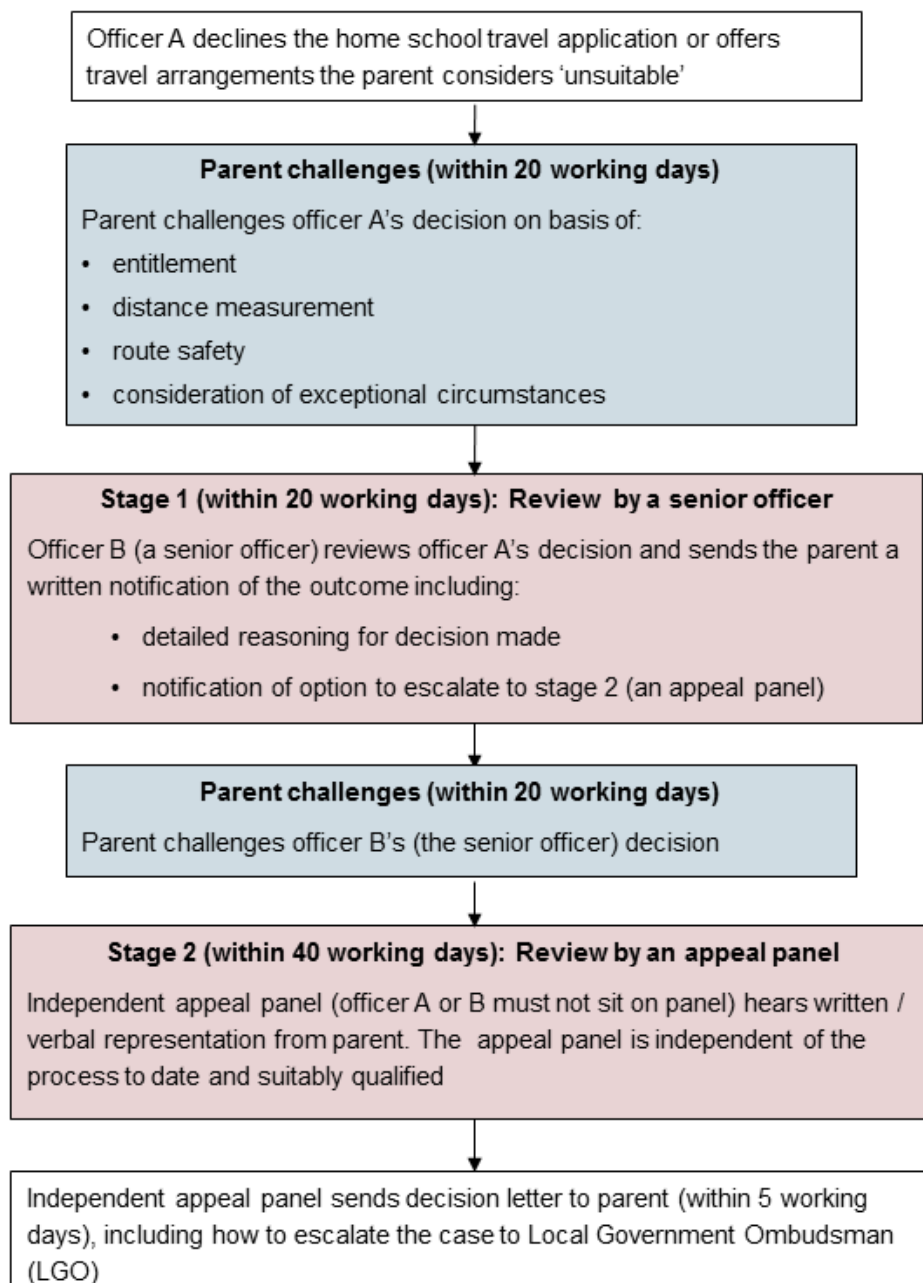 Officer A declines the home school travel application or offers
travel arrangements the parent considers ‘unsuitable’
Parent challenges (within 20 working days)
Parent challenges officer A’s decision on basis of:
• entitlement
• distance measurement
• route safety
• consideration of exceptional circumstances
Stage 1 (within 20 working days): Review by a senior officer
Officer B (a senior officer) reviews officer A’s decision and sends the parent a
written notification of the outcome including:
• detailed reasoning for decision made
• notification of option to escalate to stage 2 (an appeal panel)
Parent challenges (within 20 working days)
Parent challenges officer B’s (the senior officer) decision
Stage 2 (within 40 working days): Review by an appeal panel
Independent appeal panel (officer A or B must not sit on panel) hears written /
verbal representation from parent. The appeal panel is independent of the
process to date and suitably qualified
Independent appeal panel sends decision letter to parent (within 5 working
days), including how to escalate the case to Local Government Ombudsman
(LGO)